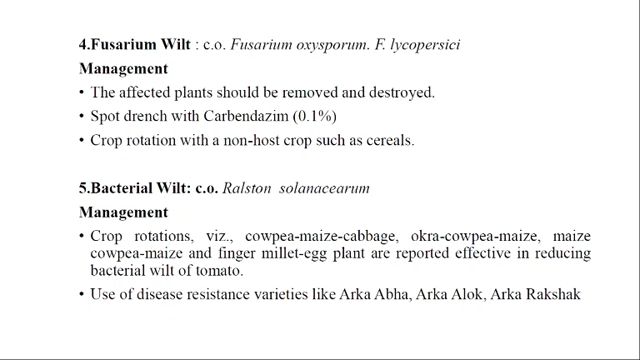 4.Fusarium Wilt : c.o. Fusarium oxysporum. F. lycopersici
Management
• The affected plants should be removed and destroyed.
• Spot drench with Carbendazim (0.1%)
• Crop rotation with a non-host crop such as cereals.
5.Bacterial Wilt: c.o. Ralston solanacearum
Management
• Crop rotations, viz., cowpea-maize-cabbage, okra-cowpea-maize, maize
cowpea-maize and finger millet-egg plant are reported effective in reducing
bacterial wilt of tomato.
• Use of disease resistance varieties like Arka Abha, Arka Alok, Arka Rakshak